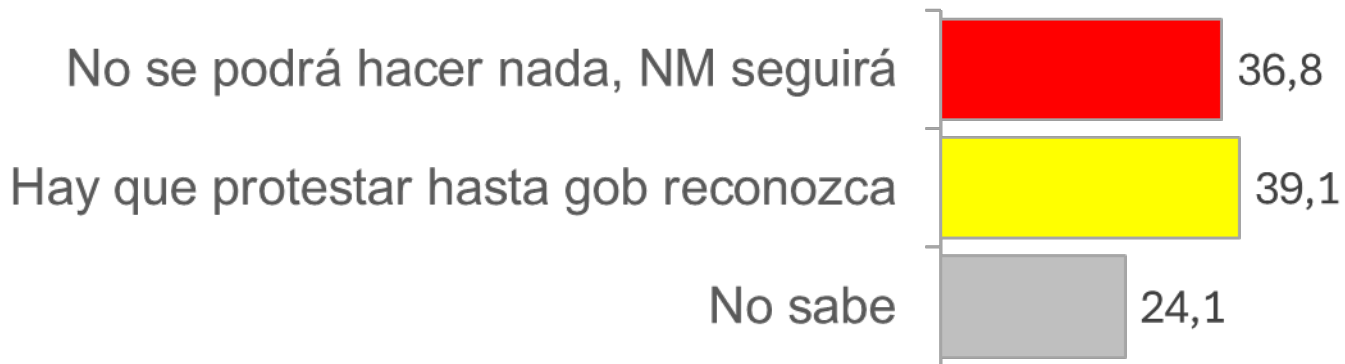 No se podrá hacer nada, NM seguirá 36,8
Hay que protestar hasta gob reconozca 39,1
No sabe 24,1